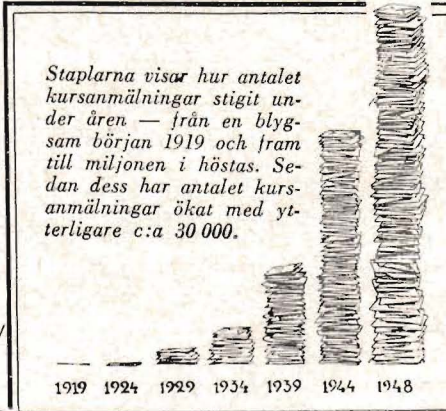 Staplarna visar hur antalet
kursanmälningar stigit un-
der åren — från en blyg-
sam början 1919 och fram
till miljonen i höstas. Se-
dan dess har antalet kurs-
anmälningar ökat med yt-
terligare c:a 30 000.
1919 1924 1929 1934 1939 1944 1948